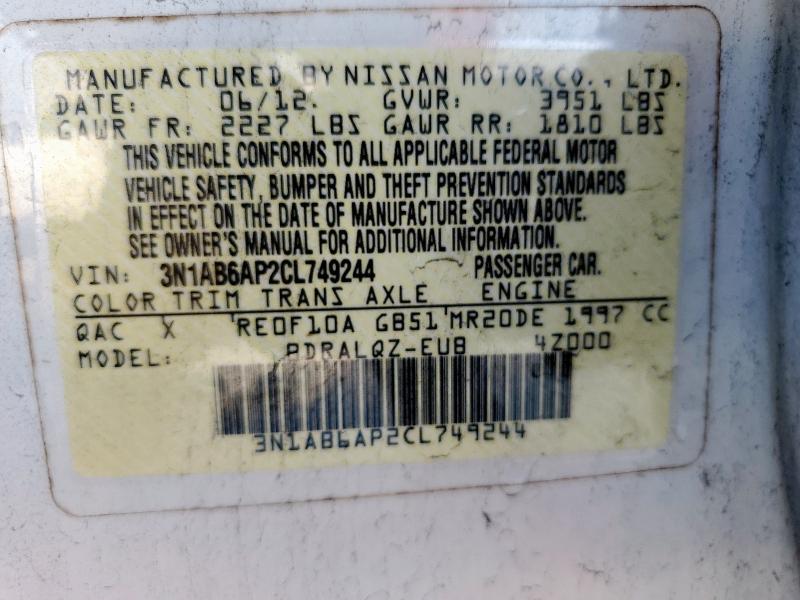 MANUFACTURED BY NISSAN MOTOR CO., LTD.
DATE: 06/12. GVWR: 3951 LBS
GAWR FR: 2227 LBS GAWR RR: 1810 LBS
THIS VEHICLE CONFORMS TO ALL APPLICABLE FEDERAL MOTOR
VEHICLE SAFETY, BUMPER AND THEFT PREVENTION STANDARDS
IN EFFECT ON THE DATE OF MANUFACTURE SHOWN ABOVE.
SEE OWNER'S MANUAL FOR ADDITIONAL INFORMATION.
VIN: 3N1AB6AP2CL749244 PASSENGER CAR.
COLOR TRIM TRANS AXLE ENGINE
QAC X RE0F10A GB51 MR20DE 1997 CC
MODEL: BDRALQZ-EUB 4Z000
3N1AB6AP2CL749244